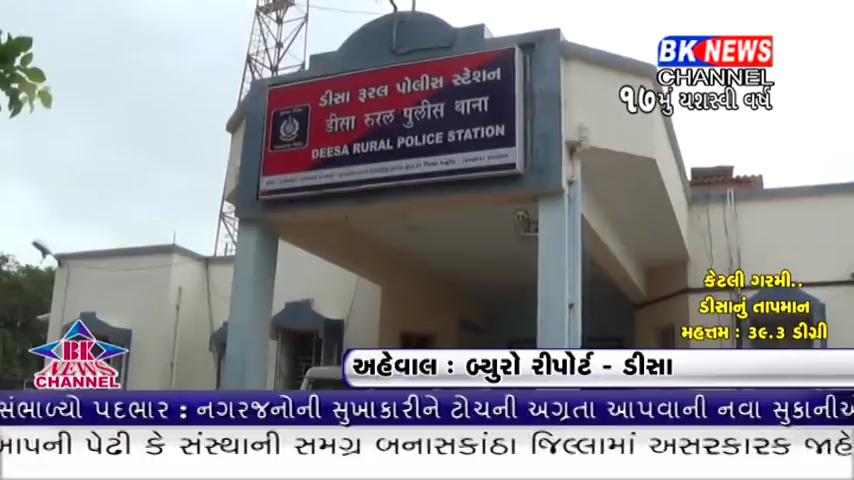 ડીસા રૂરલ પોલીસ સ્ટેશન
डीसा रुरल पुलीस थाना
DEESA RURAL POLICE STATION
BK NEWS
CHANNEL
૧૭મું યશસ્વી વર્ષ
કેટલી ગરમી..
ડીસાનું તાપમાન
મહત્તમ : ૩૯.૩ ડીગ્રી
BK
NEWS
CHANNEL
અહેવાલ : બ્યુરો રીપોર્ટ - ડીસા
સંભાળ્યો પદભાર : નગરજનોની સુખાકારીને ટોચની અગ્રતા આપવાની નવા સુકાનીઓ
આપની પેઢી કે સંસ્થાની સમગ્ર બનાસકાંઠા જિલ્લામાં અસરકારક જાહે